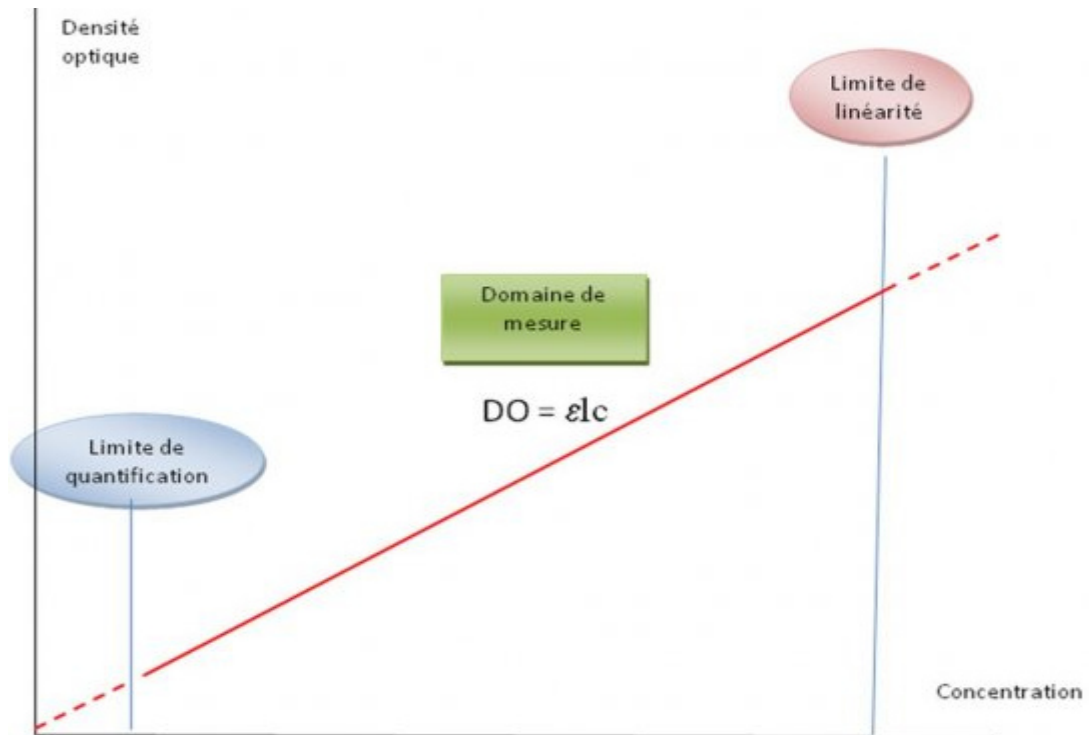 Densité
optique
Limite de
linéarité
Domaine de
mesure
DO = εlc
Limite de
quantification
Concentration